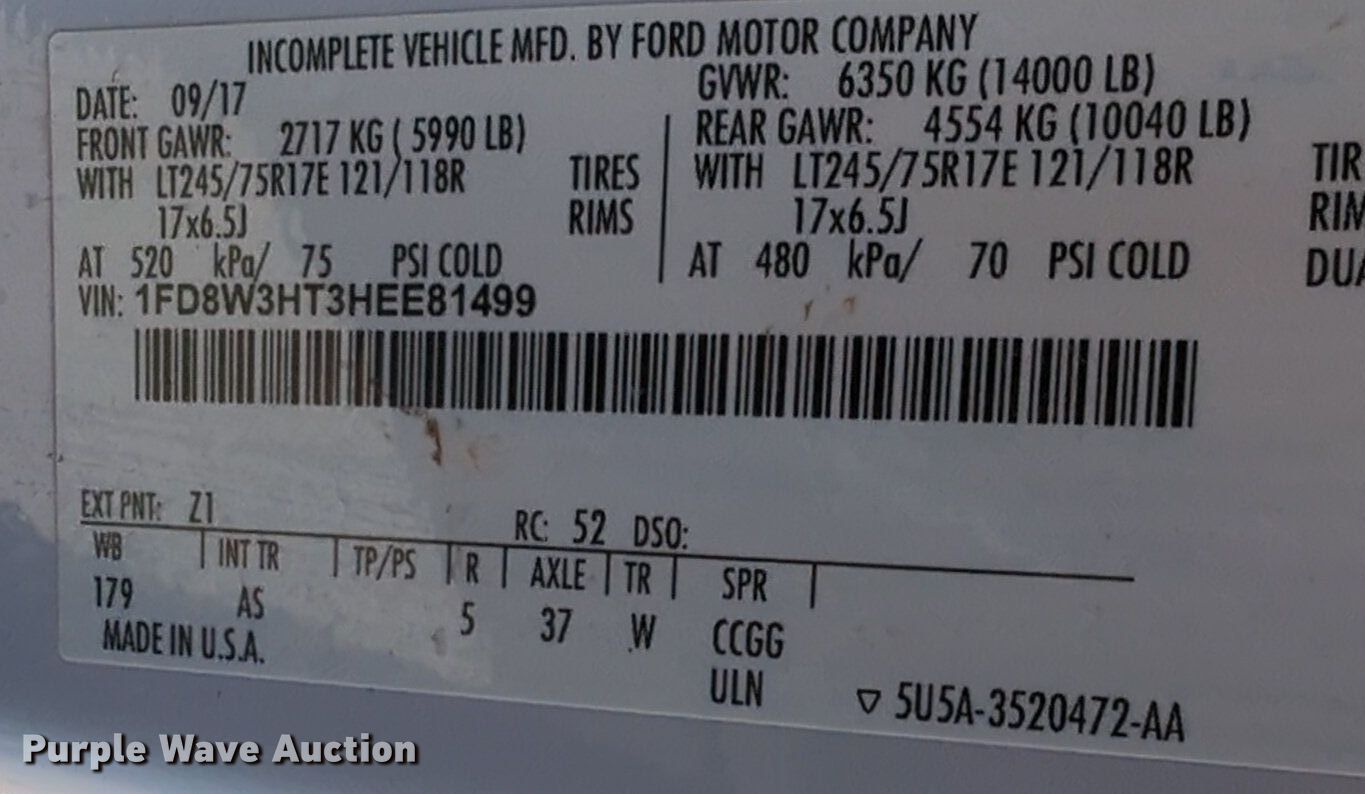 INCOMPLETE VEHICLE MFD. BY FORD MOTOR COMPANY
DATE: 09/17 GVWR: 6350 KG (14000 LB)
FRONT GAWR: 2717 KG ( 5990 LB) REAR GAWR: 4554 KG (10040 LB)
WITH LT245/75R17E 121/118R TIRES WITH LT245/75R17E 121/118R TIR
17x6.5J RIMS 17x6.5J RIM
AT 520 kPa/ 75 PSI COLD AT 480 kPa/ 70 PSI COLD DUA
VIN: 1FD8W3HT3HEE81499
EXT PNT: Z1 RC: 52 DSO:
WB INT TR TP/PS R AXLE TR SPR
179 AS 5 37 W CCGG
MADE IN U.S.A. ULN
▽ 5U5A-3520472-AA
Purple Wave Auction